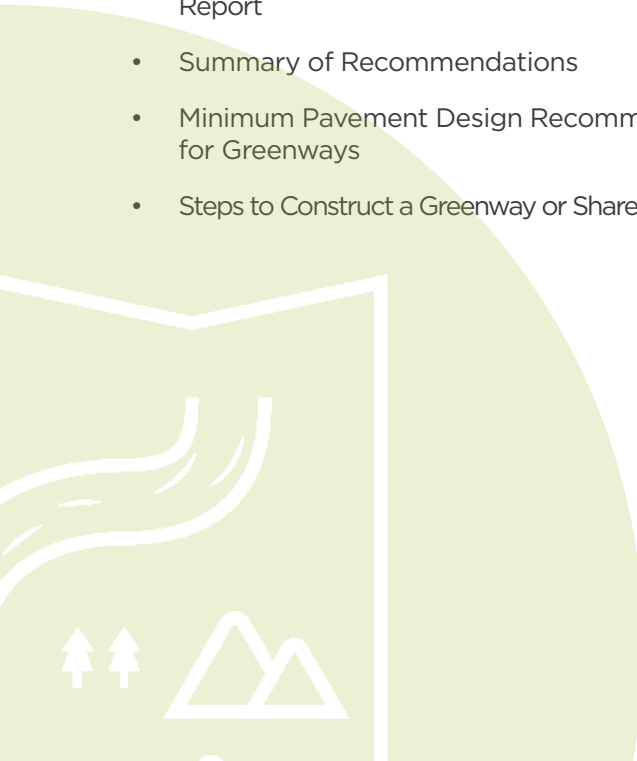 Report
• Summary of Recommendations
• Minimum Pavement Design Recomm
for Greenways
• Steps to Construct a Greenway or Share